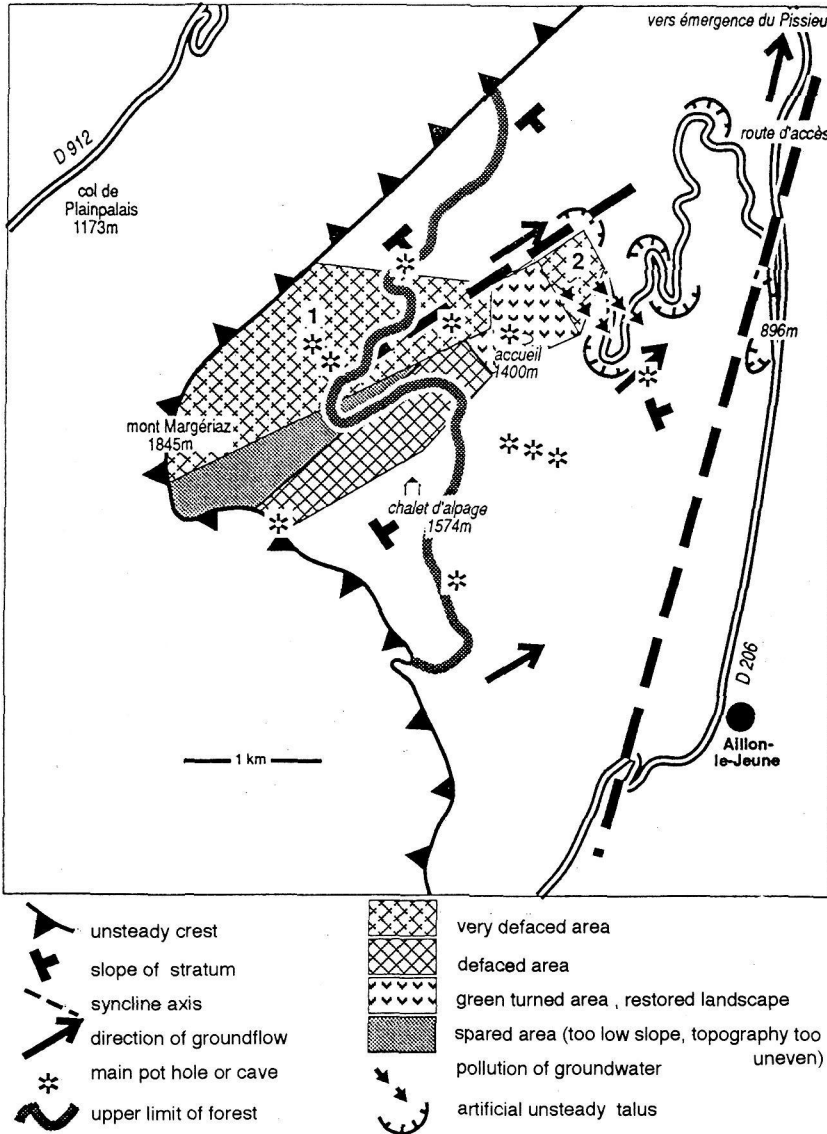 vers émergence du Pissieu
route d'accès
D 912
col de
Plainpalais
1173m
1
2
896m
accueil
1400m
mont Margériaz
1845m
chalet d'alpage
1574m
D 206
1 km
Aillon-
le-Jeune
unsteady crest
slope of stratum
syncline axis
direction of groundflow
main pot hole or cave
upper limit of forest
very defaced area
defaced area
green turned area , restored landscape
spared area (too low slope, topography too
uneven)
pollution of groundwater
artificial unsteady talus